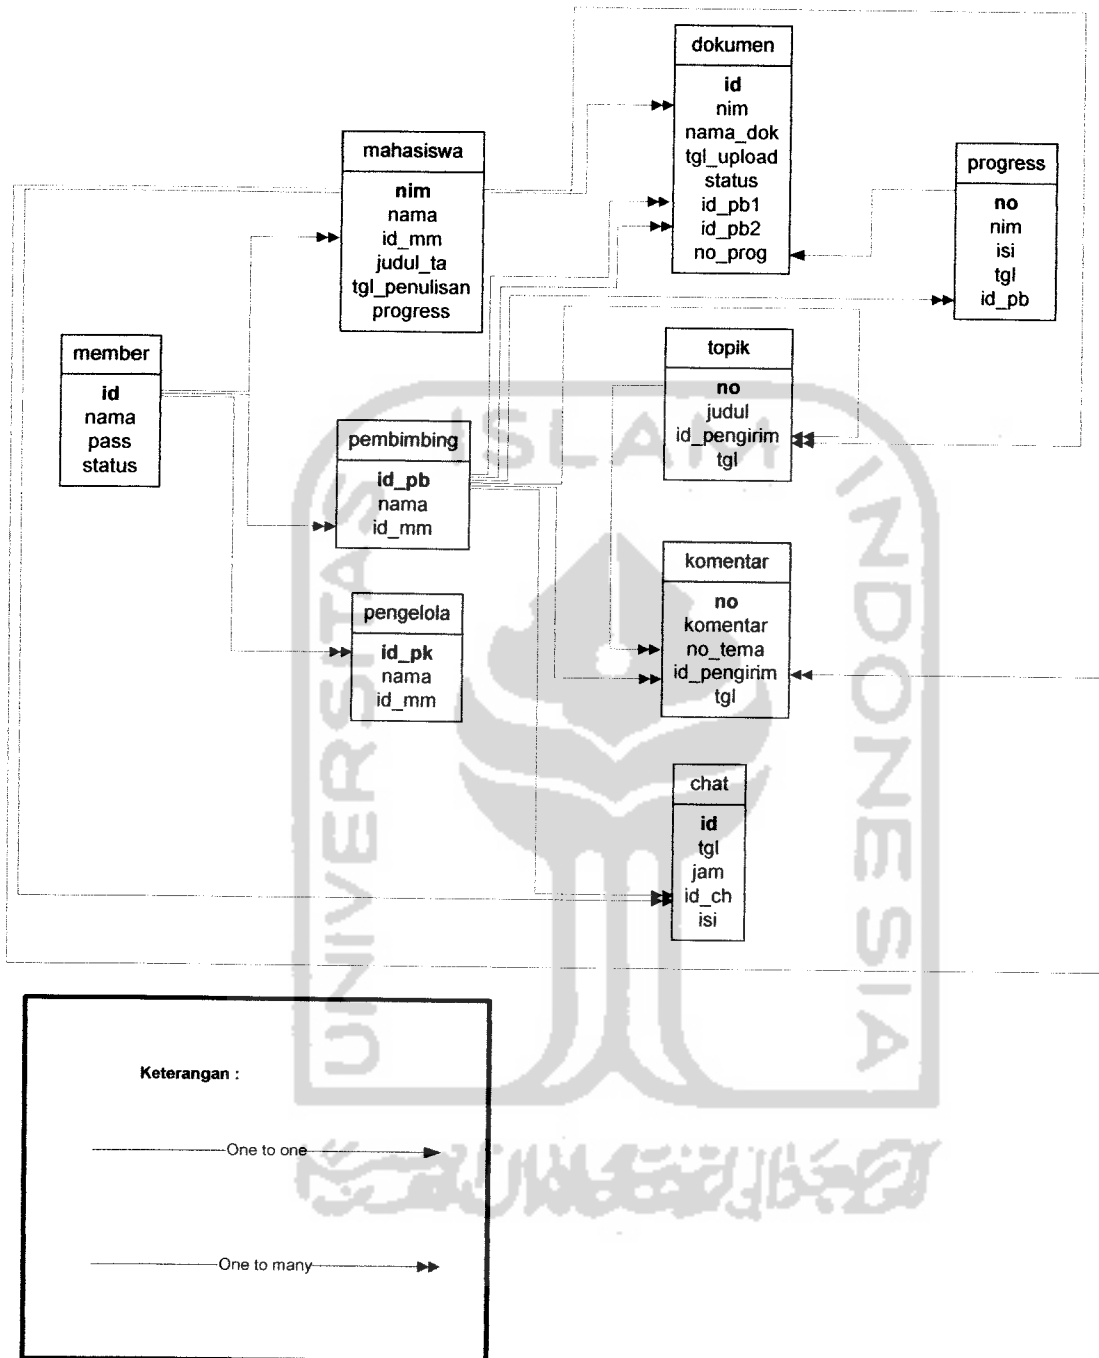 dokumen
id
nim
nama_dok
tgl_upload
status
id_pb1
id_pb2
no_prog
mahasiswa
nim
nama
id_mm
judul_ta
tgl_penulisan
progress
progress
no
nim
isi
tgl
id_pb
member
id
nama
pass
status
topik
no
judul
id_pengirim
tgl
pembimbing
id_pb
nama
id_mm
komentar
no
komentar
no_tema
id_pengirim
tgl
pengelola
id_pk
nama
id_mm
chat
id
tgl
jam
id_ch
isi
UNIVERSITAS
ISLAM
INDONESIA
Keterangan :
One to one
One to many